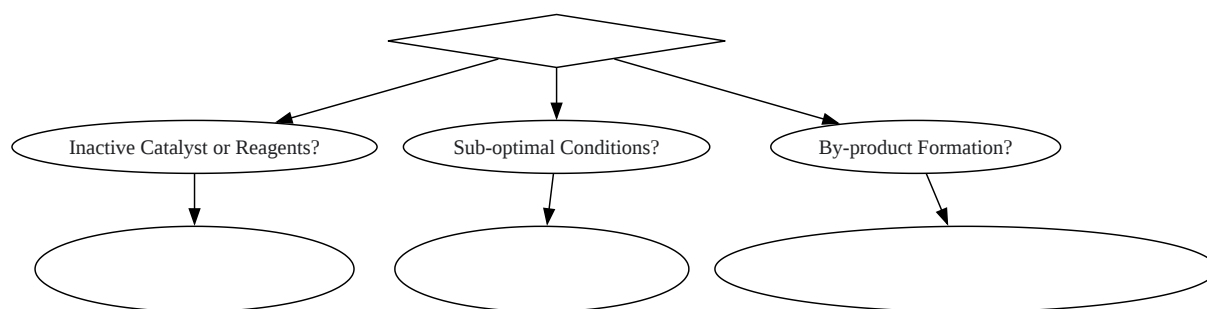 Inactive Catalyst or Reagents?
Sub-optimal Conditions?
By-product Formation?